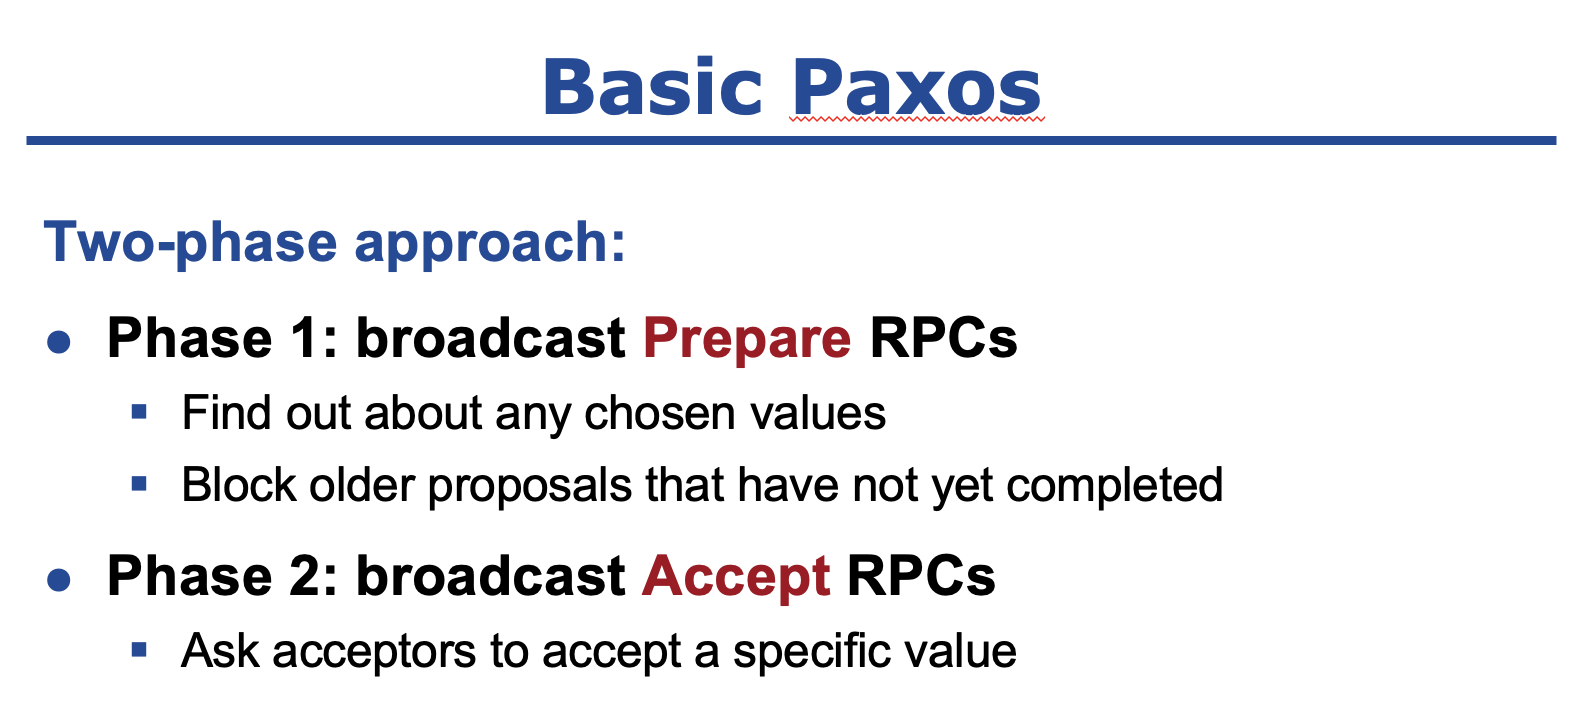 Basic Paxos
Two-phase approach:
● Phase 1: broadcast Prepare RPCs
▪ Find out about any chosen values
▪ Block older proposals that have not yet completed
● Phase 2: broadcast Accept RPCs
▪ Ask acceptors to accept a specific value